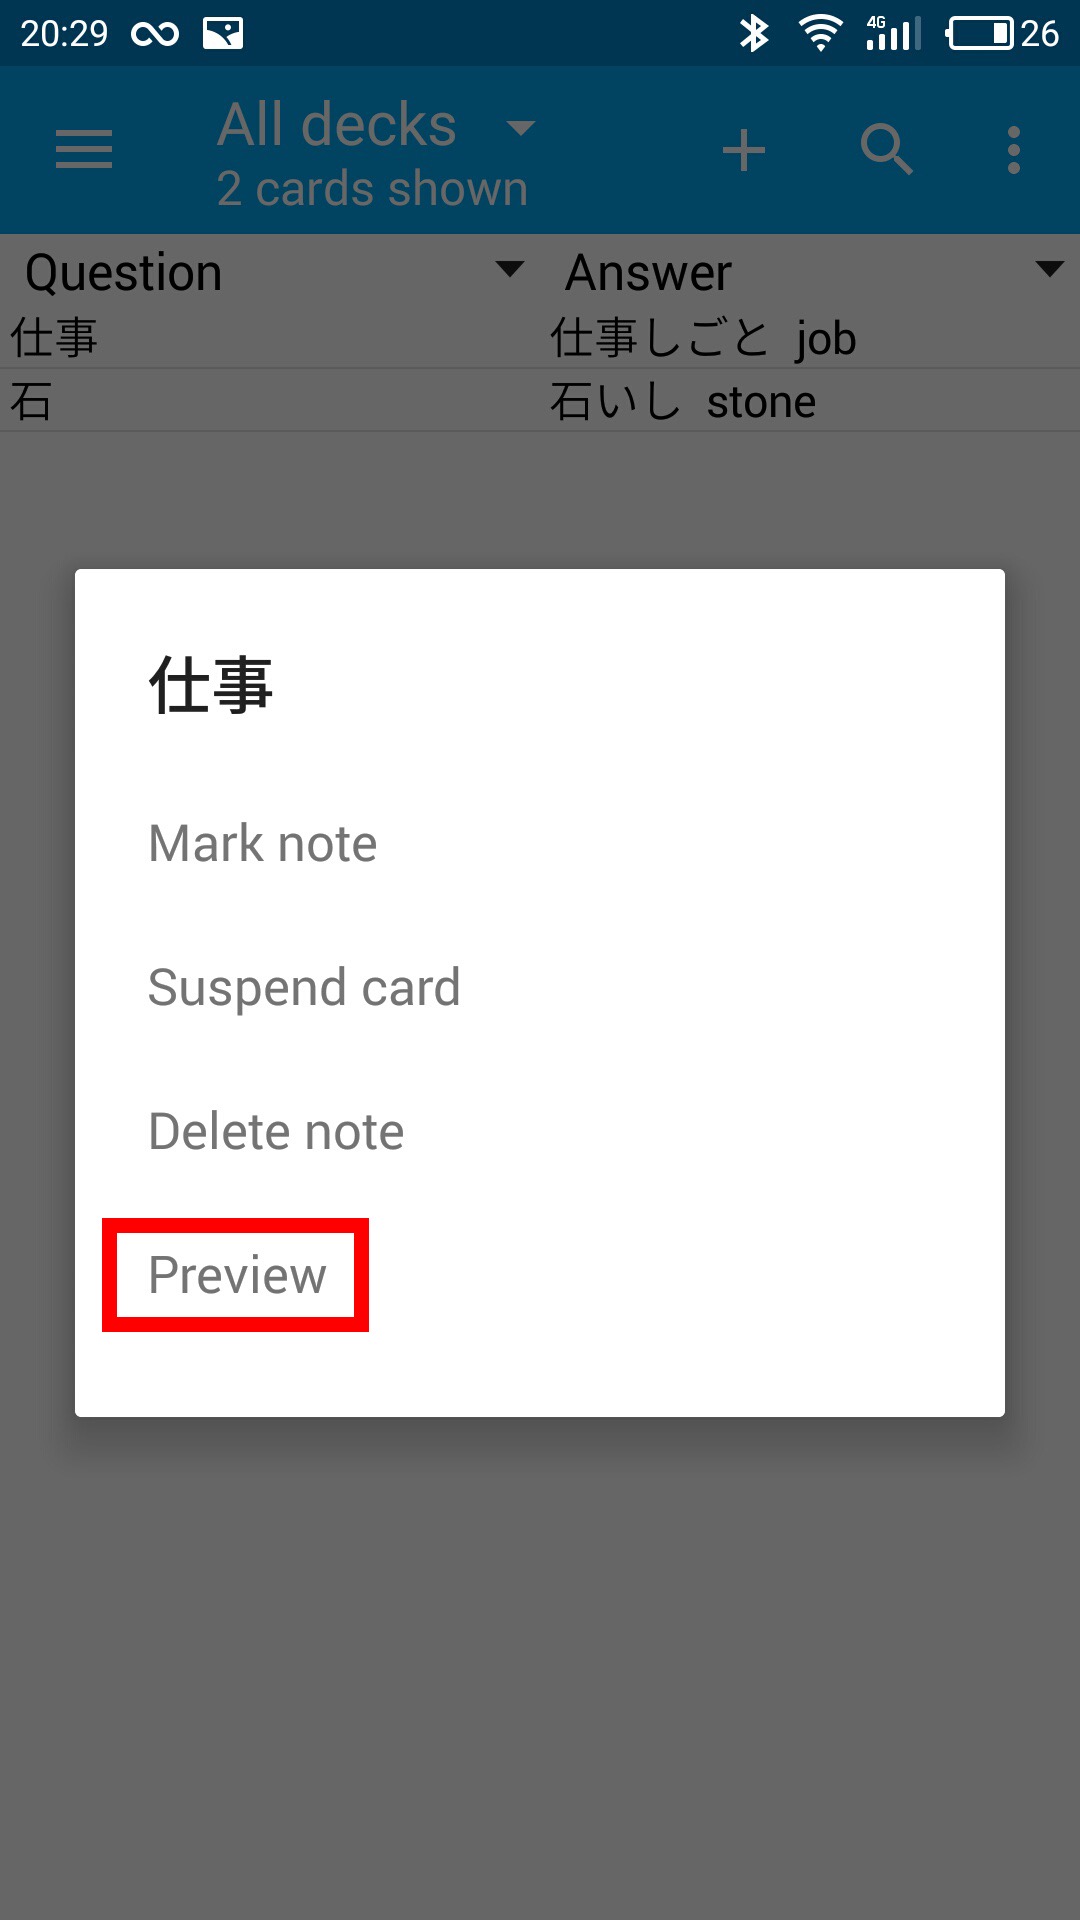 20:29 4G 26
All decks
2 cards shown
Question Answer
仕事 仕事しごと job
石 石いし stone
仕事
Mark note
Suspend card
Delete note
Preview